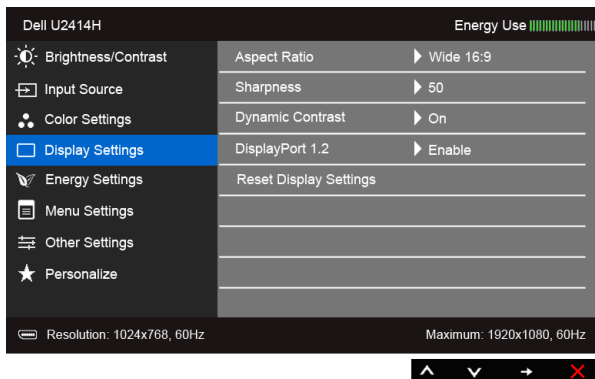 Dell U2414H Energy Use
Brightness/Contrast Aspect Ratio Wide 16:9
Input Source Sharpness 50
Color Settings Dynamic Contrast On
Display Settings DisplayPort 1.2 Enable
Energy Settings Reset Display Settings
Menu Settings
Other Settings
Personalize
Resolution: 1024x768, 60Hz Maximum: 1920x1080, 60Hz